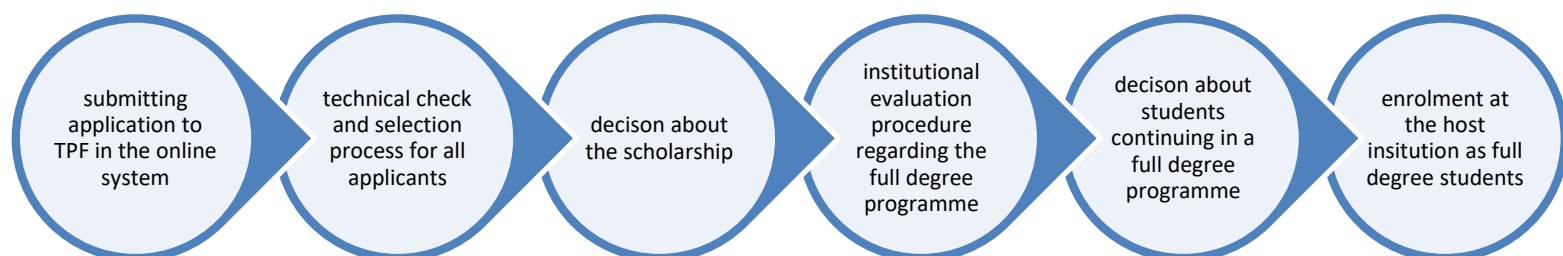 submitting
application to
TPF in the online
system
technical check
and selection
process for all
applicants
decison about
the scholarship
institutional
evaluation
procedure
regarding the
full degree
programme
decison about
students
continuing in a
full degree
programme
enrolment at
the host
insitution as full
degree students